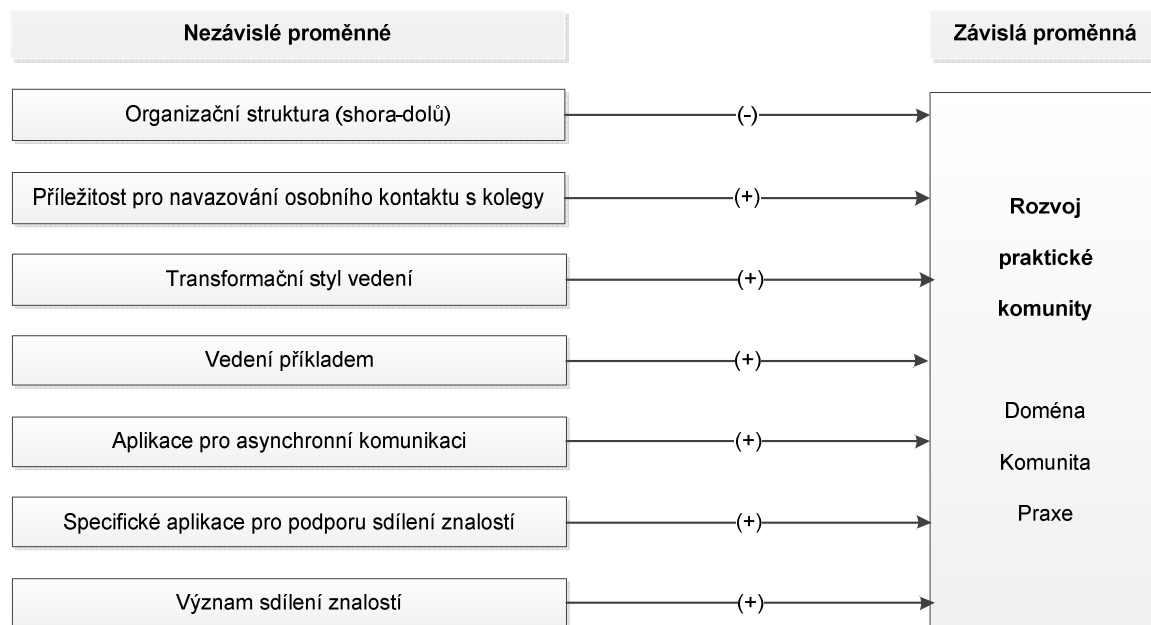 Nezávislé proměnné
Závislá proměnná
Organizační struktura (shora-dolů)
(-)
Příležitost pro navazování osobního kontaktu s kolegy
(+)
Rozvoj
praktické
komunity
Transformační styl vedení
(+)
Vedení příkladem
(+)
Doména
Aplikace pro asynchronní komunikaci
(+)
Komunita
Specifické aplikace pro podporu sdílení znalostí
(+)
Praxe
Význam sdílení znalostí
(+)